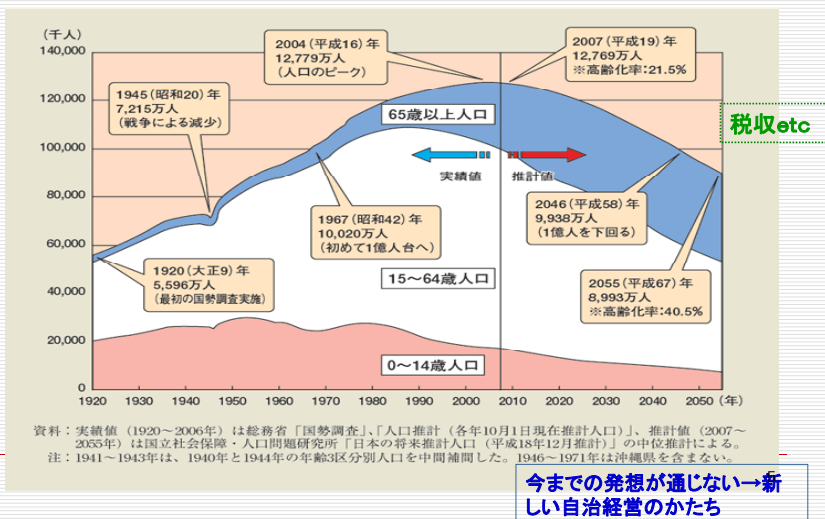 (千人)
140,000
120,000
100,000
80,000
60,000
40,000
20,000
0
2004(平成16)年
12,779万人
(人口のピーク)
2007(平成19)年
12,769万人
※高齢化率:21.5%
1945(昭和20)年
7,215万人
(戦争による減少)
65歳以上人口
税収etc
実績値
推計値
1967(昭和42)年
10,020万人
(初めて1億人台へ)
2046(平成58)年
9,938万人
(1億人を下回る)
1920(大正9)年
5,596万人
(最初の国勢調査実施)
15~64歳人口
2055(平成67)年
8,993万人
※高齢化率:40.5%
0~14歳人口
1920 1930 1940 1950 1960 1970 1980 1990 2000 2010 2020 2030 2040 2050(年)
資料:実績値(1920~2006年)は総務省「国勢調査」、「人口推計(各年10月1日現在推計人口)」、推計値(2007~
2055年)は国立社会保障・人口問題研究所「日本の将来推計人口(平成18年12月推計)」の中位推計による。
注:1941~1943年は、1940年と1944年の年齢3区分別人口を中間補間した。1946~1971年は沖縄県を含まない。
今までの発想が通じない→新
しい自治経営のかたち